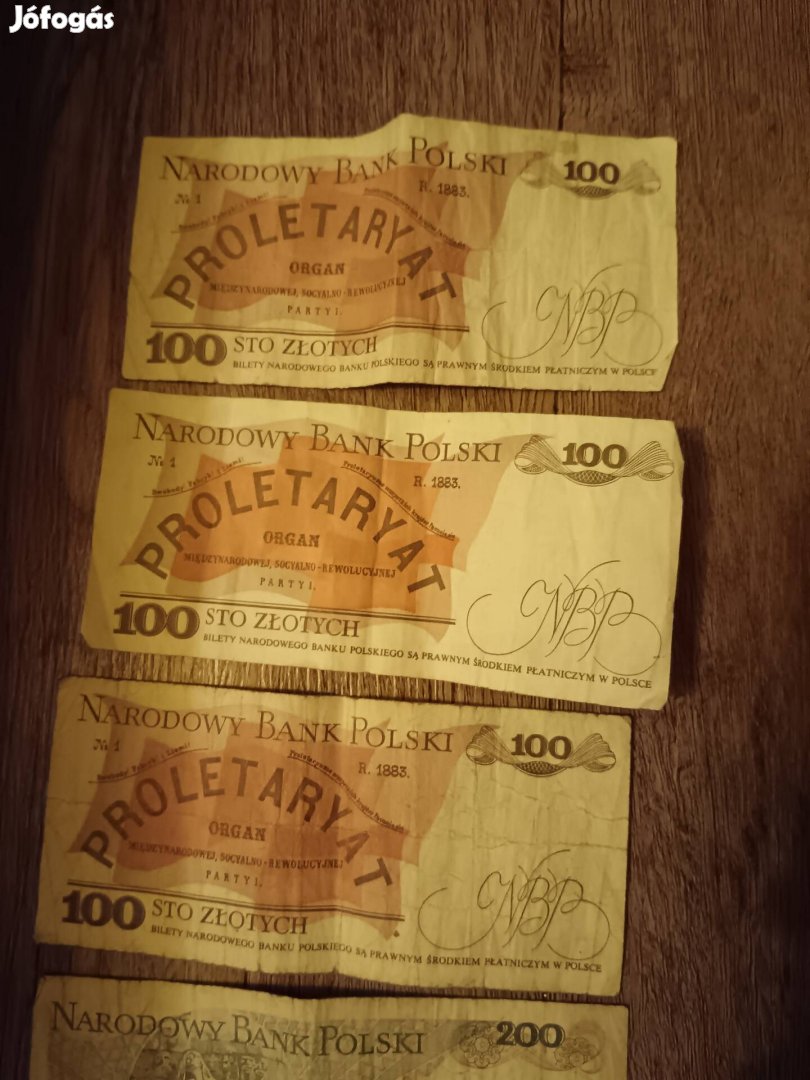 Jófogás
NARODOWY BANK POLSKI
100
R. 1883.
№ 1
PROLETARYAT
ORGAN
MIĘDZYNARODOWEJ, SOCYALNO-REWOLUCYJNEJ
PARTYI.
NBP
100 STO ZŁOTYCH
BILETY NARODOWEGO BANKU POLSKIEGO SĄ PRAWNYM ŚRODKIEM PŁATNICZYM W POLSCE
NARODOWY BANK POLSKI
100
№ 1
R. 1883.
Swobody, Fabryki i Ziemi!
PROLETARYAT
ORGAN
MIĘDZYNARODOWEJ, SOCYALNO-REWOLUCYJNEJ
PARTYI.
NBP
100 STO ZŁOTYCH
BILETY NARODOWEGO BANKU POLSKIEGO SĄ PRAWNYM ŚRODKIEM PŁATNICZYM W POLSCE
NARODOWY BANK POLSKI
100
№ 1
R. 1883.
PROLETARYAT
ORGAN
MIĘDZYNARODOWEJ, SOCYALNO-REWOLUCYJNEJ
PARTYI.
NBP
100 STO ZŁOTYCH
BILETY NARODOWEGO BANKU POLSKIEGO SĄ PRAWNYM ŚRODKIEM PŁATNICZYM W POLSCE
NARODOWY BANK POLSKI
200